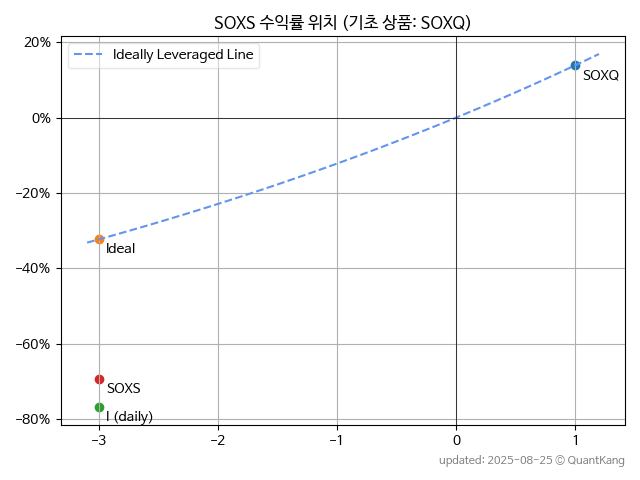 SOXS 수익률 위치 (기초 상품: SOXQ)
20%
Ideally Leveraged Line
SOXQ
0%
−20%
Ideal
−40%
−60%
SOXS
I (daily)
−80%
−3 −2 −1 0 1
updated: 2025-08-25 © QuantKang